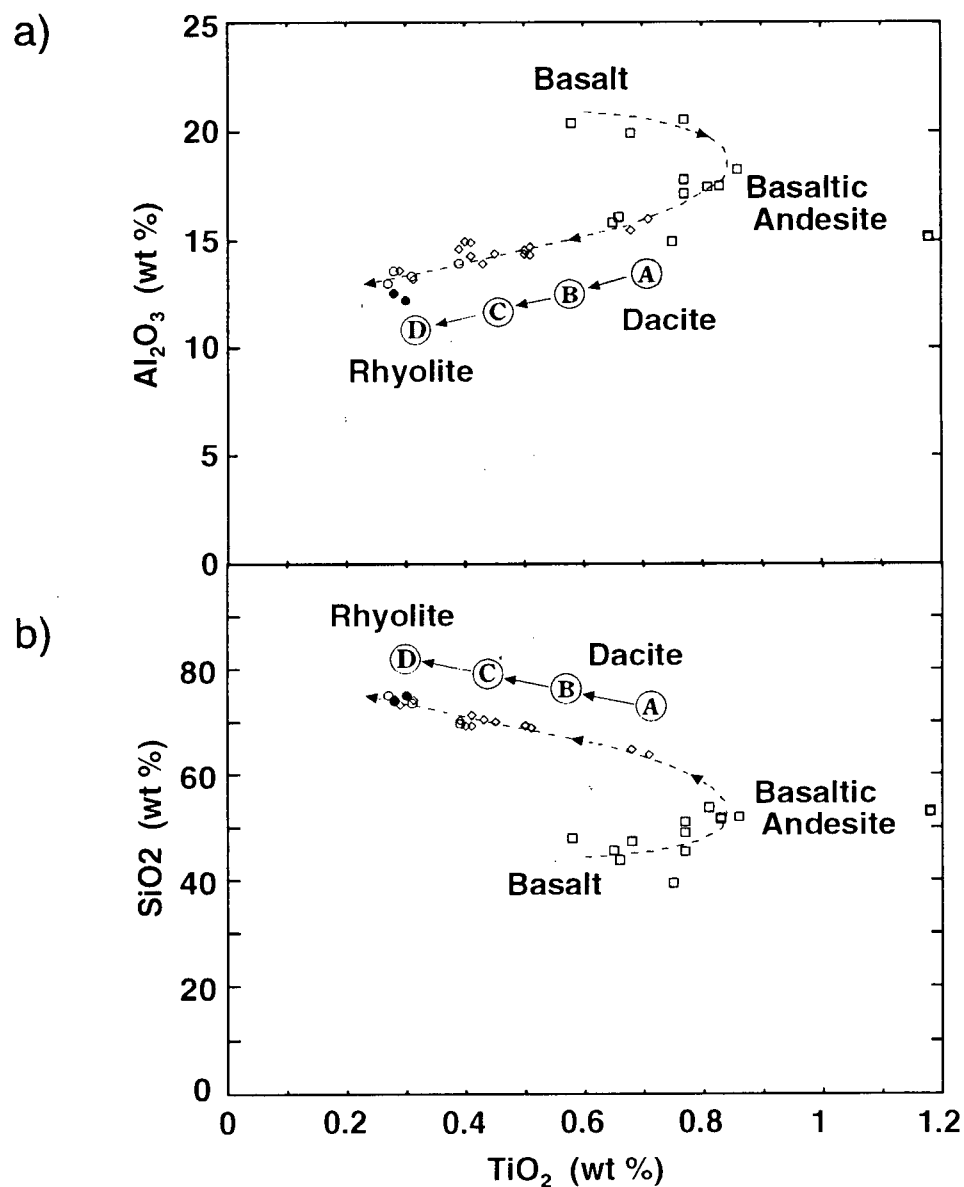 a)
25
20
15
10
5
0
Al₂O₃ (wt %)
Basalt
Basaltic
Andesite
A
B
C
D
Dacite
Rhyolite
b)
80
60
40
20
0
SiO2 (wt %)
Rhyolite
D
C
B
A
Dacite
Basaltic
Andesite
Basalt
0 0.2 0.4 0.6 0.8 1 1.2
TiO₂ (wt %)